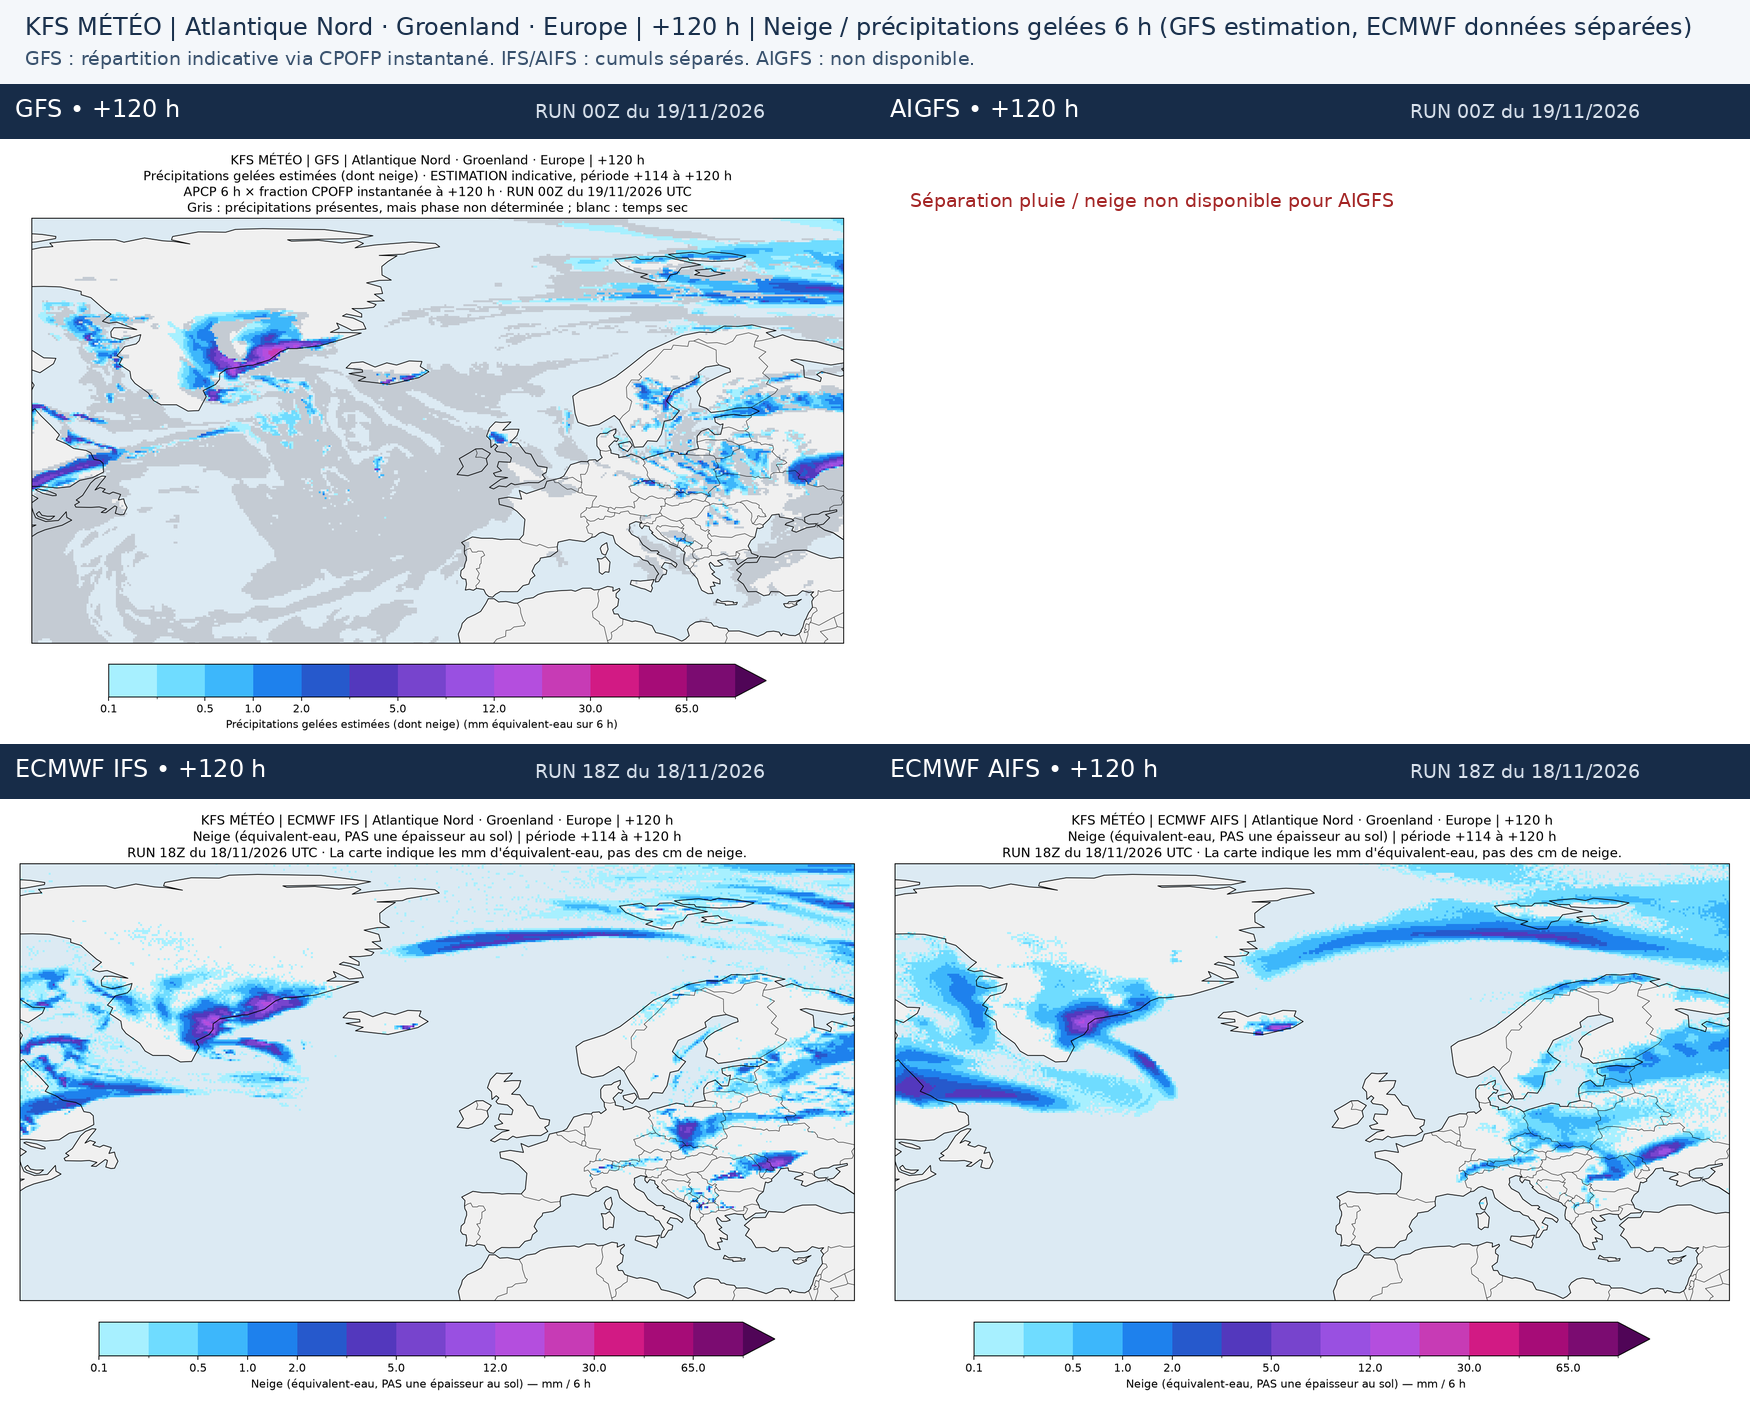 KFS MÉTÉO | Atlantique Nord · Groenland · Europe | +120 h | Neige / précipitations gelées 6 h (GFS estimation, ECMWF données séparées)
GFS : répartition indicative via CPOFP instantané. IFS/AIFS : cumuls séparés. AIGFS : non disponible.
GFS • +120 h
RUN 00Z du 19/11/2026
AIGFS • +120 h
RUN 00Z du 19/11/2026
KFS MÉTÉO | GFS | Atlantique Nord · Groenland · Europe | +120 h
Précipitations gelées estimées (dont neige) · ESTIMATION indicative, période +114 à +120 h
APCP 6 h × fraction CPOFP instantanée à +120 h · RUN 00Z du 19/11/2026 UTC
Gris : précipitations présentes, mais phase non déterminée ; blanc : temps sec
Séparation pluie / neige non disponible pour AIGFS
0.1 0.5 1.0 2.0 5.0 12.0 30.0 65.0
Précipitations gelées estimées (dont neige) (mm équivalent-eau sur 6 h)
ECMWF IFS • +120 h
RUN 18Z du 18/11/2026
ECMWF AIFS • +120 h
RUN 18Z du 18/11/2026
KFS MÉTÉO | ECMWF IFS | Atlantique Nord · Groenland · Europe | +120 h
Neige (équivalent-eau, PAS une épaisseur au sol) | période +114 à +120 h
RUN 18Z du 18/11/2026 UTC · La carte indique les mm d'équivalent-eau, pas des cm de neige.
KFS MÉTÉO | ECMWF AIFS | Atlantique Nord · Groenland · Europe | +120 h
Neige (équivalent-eau, PAS une épaisseur au sol) | période +114 à +120 h
RUN 18Z du 18/11/2026 UTC · La carte indique les mm d'équivalent-eau, pas des cm de neige.
0.1 0.5 1.0 2.0 5.0 12.0 30.0 65.0
Neige (équivalent-eau, PAS une épaisseur au sol) — mm / 6 h
0.1 0.5 1.0 2.0 5.0 12.0 30.0 65.0
Neige (équivalent-eau, PAS une épaisseur au sol) — mm / 6 h